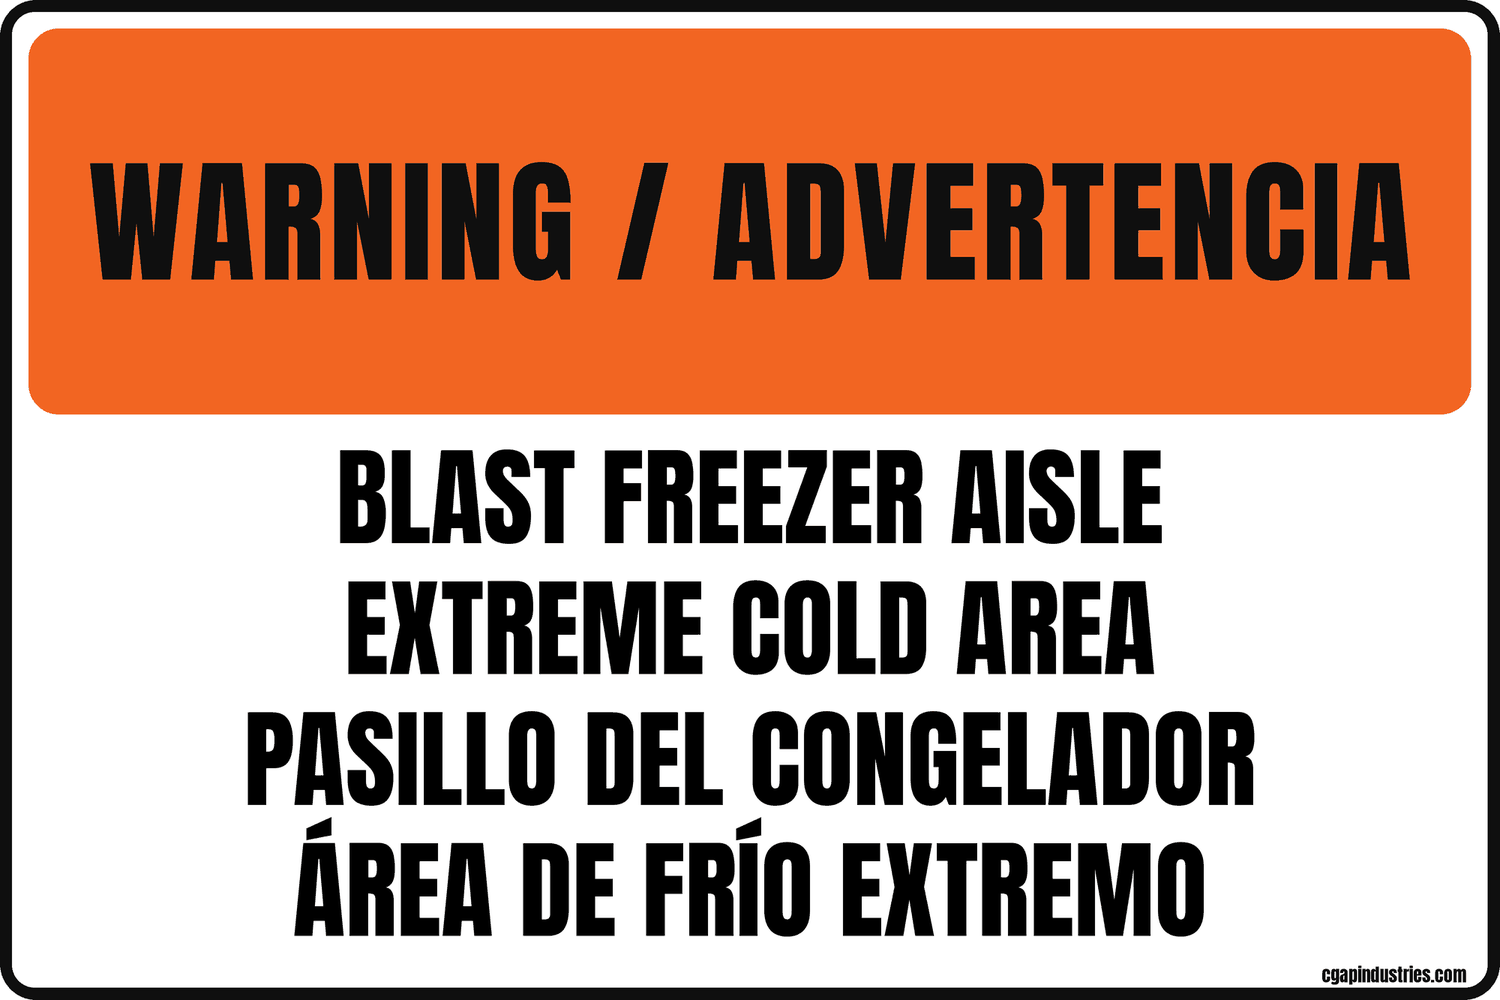 WARNING / ADVERTENCIA
BLAST FREEZER AISLE
EXTREME COLD AREA
PASILLO DEL CONGELADOR
ÁREA DE FRÍO EXTREMO
cgapindustries.com